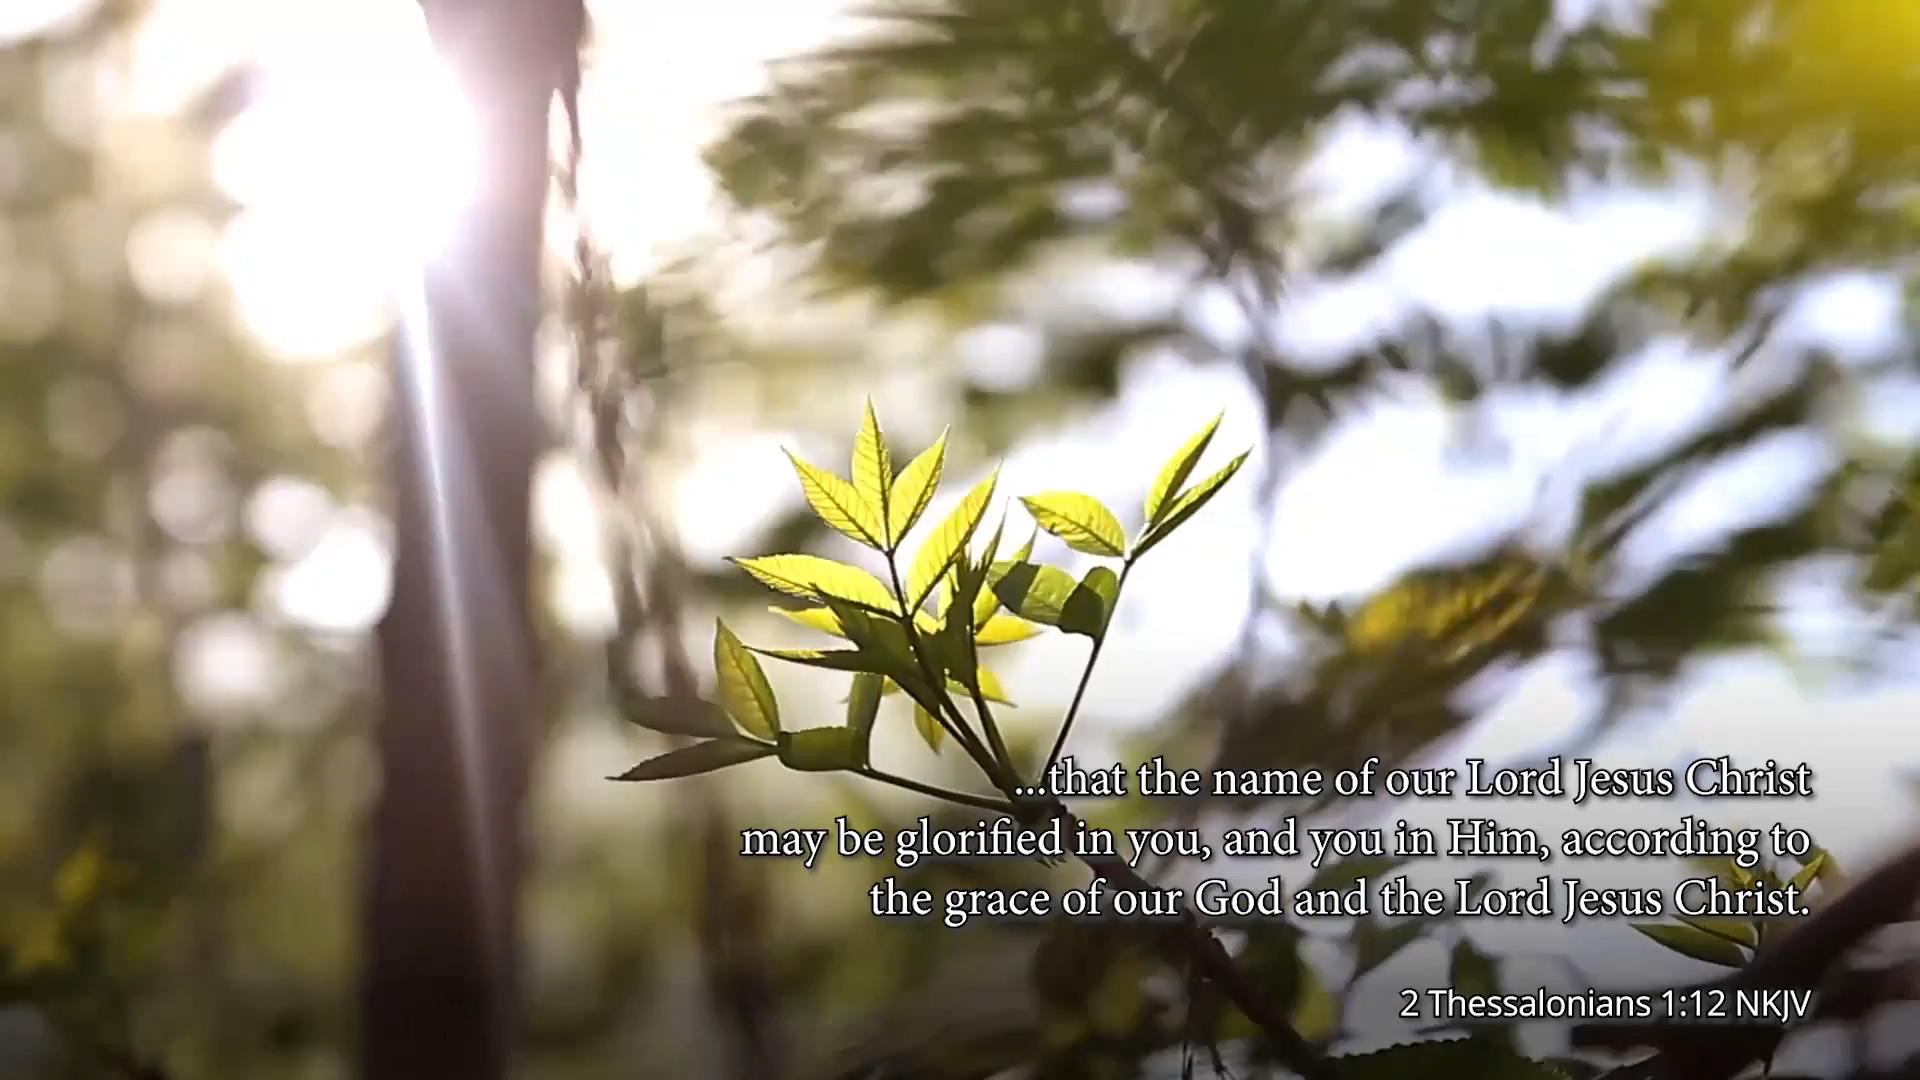 ...that the name of our Lord Jesus Christ
may be glorified in you, and you in Him, according to
the grace of our God and the Lord Jesus Christ.
2 Thessalonians 1:12 NKJV